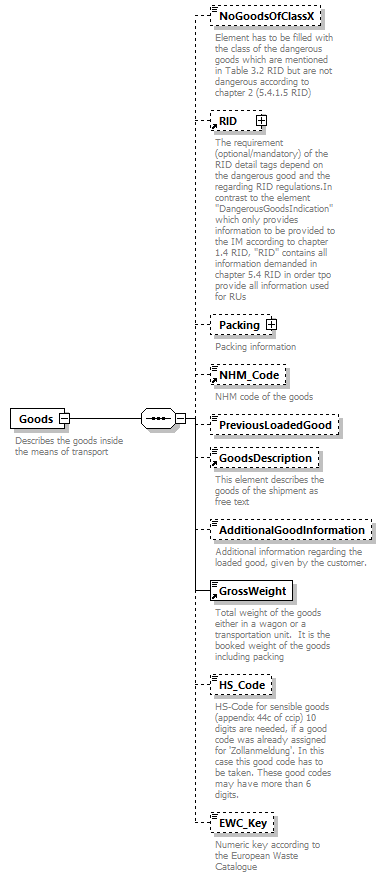 NoGoodsOfClassX
Element has to be filled with
the class of the dangerous
goods which are mentioned
in Table 3.2 RID but are not
dangerous according to
chapter 2 (5.4.1.5 RID)
RID
The requirement
(optional/mandatory) of the
RID detail tags depend on
the dangerous good and the
regarding RID regulations.In
contrast to the element
"DangerousGoodsIndication"
which only provides
information to be provided to
the IM according to chapter
1.4 RID, "RID" contains all
information demanded in
chapter 5.4 RID in order tpo
provide all information used
for RUs
Packing
Packing information
NHM_Code
NHM code of the goods
Goods
Describes the goods inside
the means of transport
PreviousLoadedGood
GoodsDescription
This element describes the
goods of the shipment as
free text
AdditionalGoodInformation
Additional information regarding the
loaded good, given by the customer.
GrossWeight
Total weight of the goods
either in a wagon or a
transportation unit.  It is the
booked weight of the goods
including packing
HS_Code
HS-Code for sensible goods
(appendix 44c of ccip) 10
digits are needed, if a good
code was already assigned
for 'Zollanmeldung'. In this
case this good code has to
be taken. These good codes
may have more than 6
digits.
EWC_Key
Numeric key according to
the European Waste
Catalogue